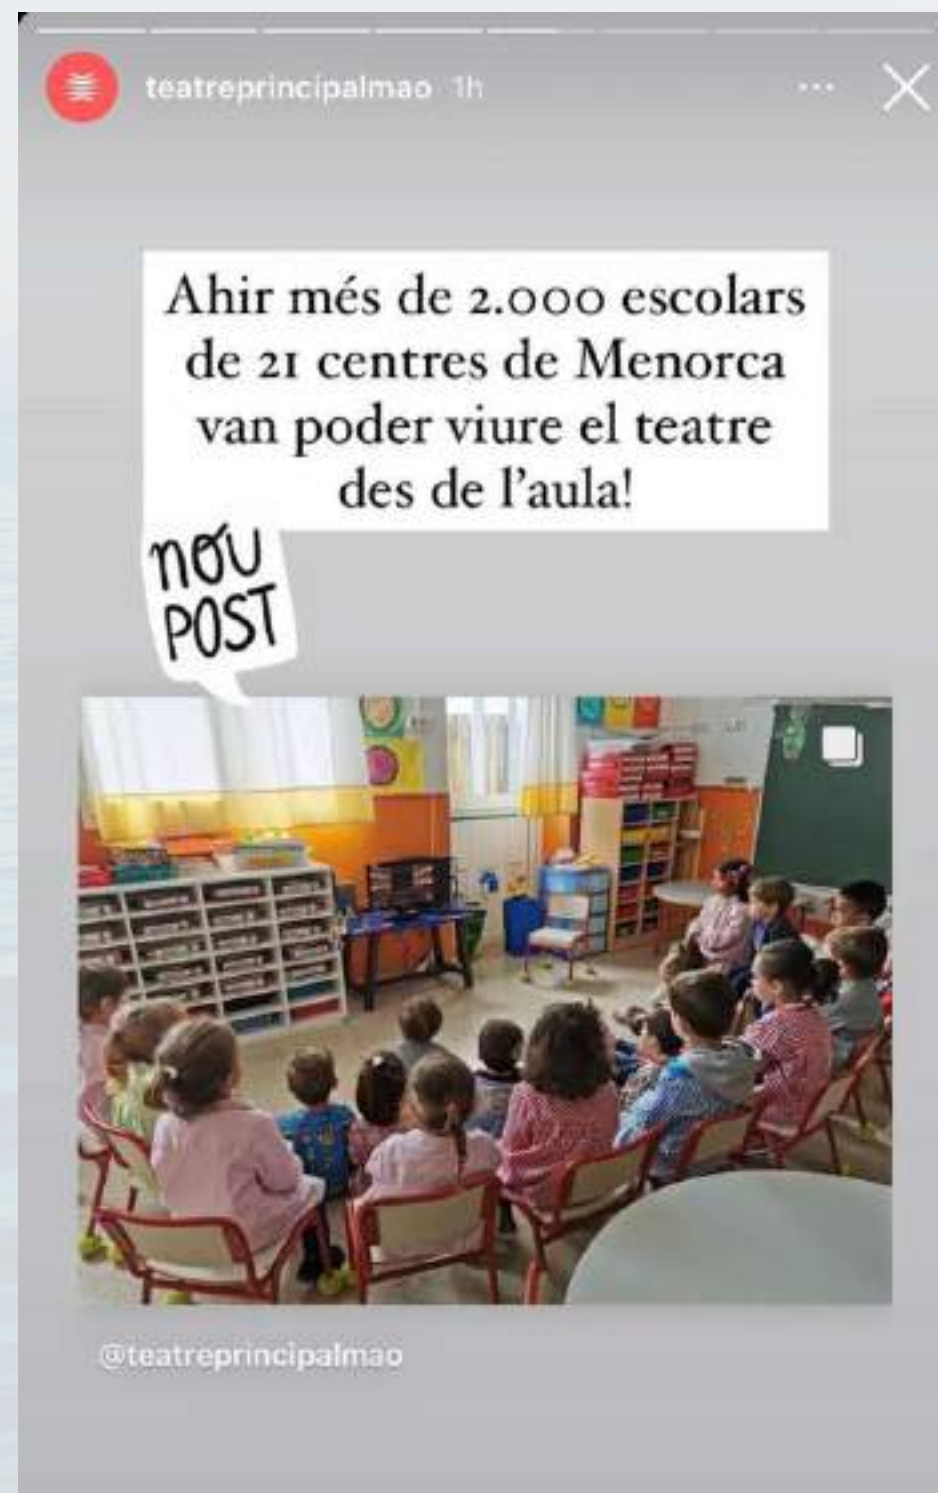 teatreprincipalmao 1h
Ahir més de 2.000 escolars
de 21 centres de Menorca
van poder viure el teatre
des de l'aula!
nou
POST
@teatreprincipalmao